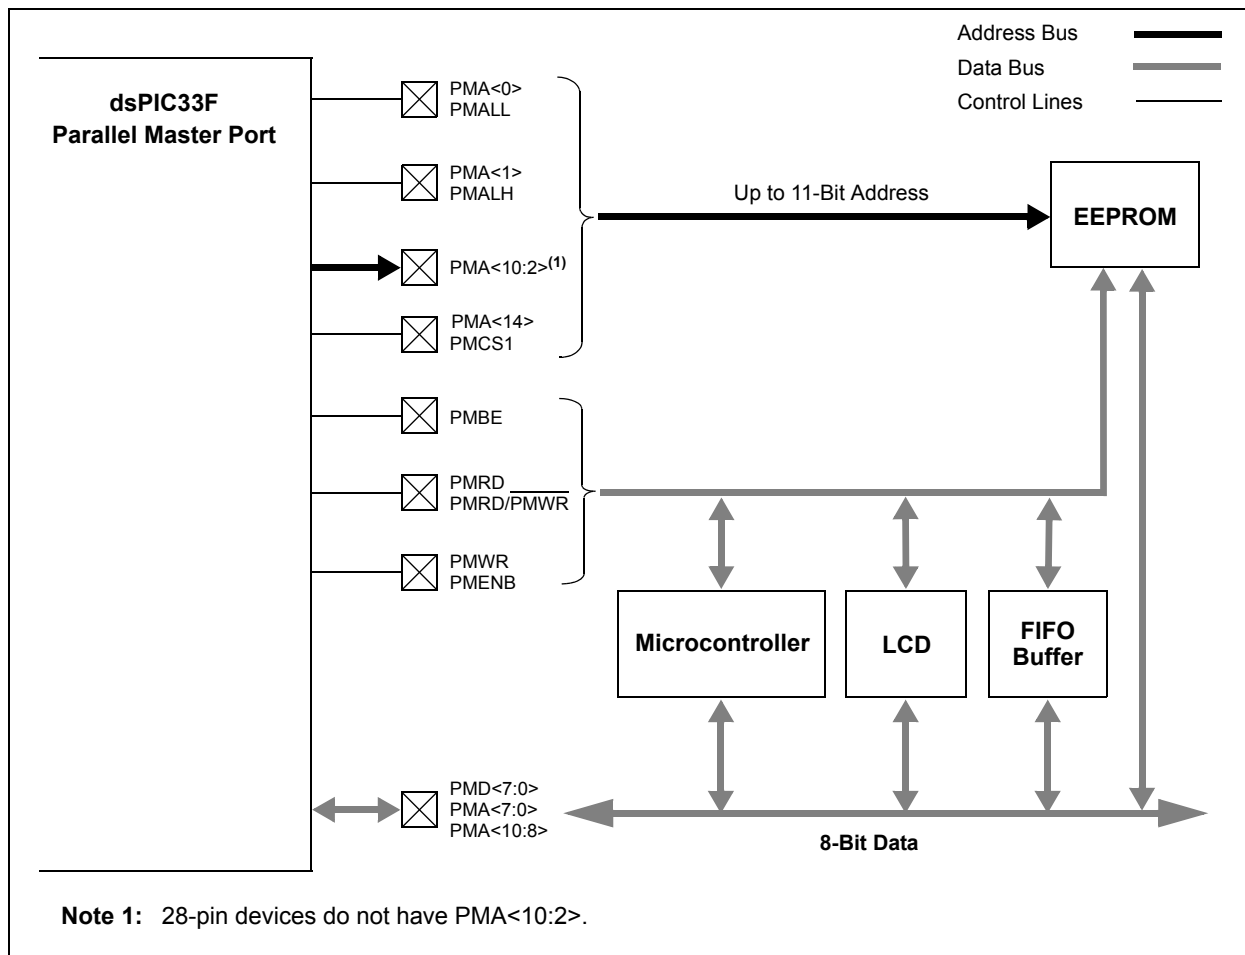 Address Bus
Data Bus
Control Lines
dsPIC33F
Parallel Master Port
PMA<0>
PMALL
PMA<1>
PMALH
PMA<10:2>(1)
PMA<14>
PMCS1
PMBE
PMRD
PMRD/PMWR
PMWR
PMENB
PMD<7:0>
PMA<7:0>
PMA<10:8>
Up to 11-Bit Address
EEPROM
Microcontroller
LCD
FIFO
Buffer
8-Bit Data
Note 1: 28-pin devices do not have PMA<10:2>.